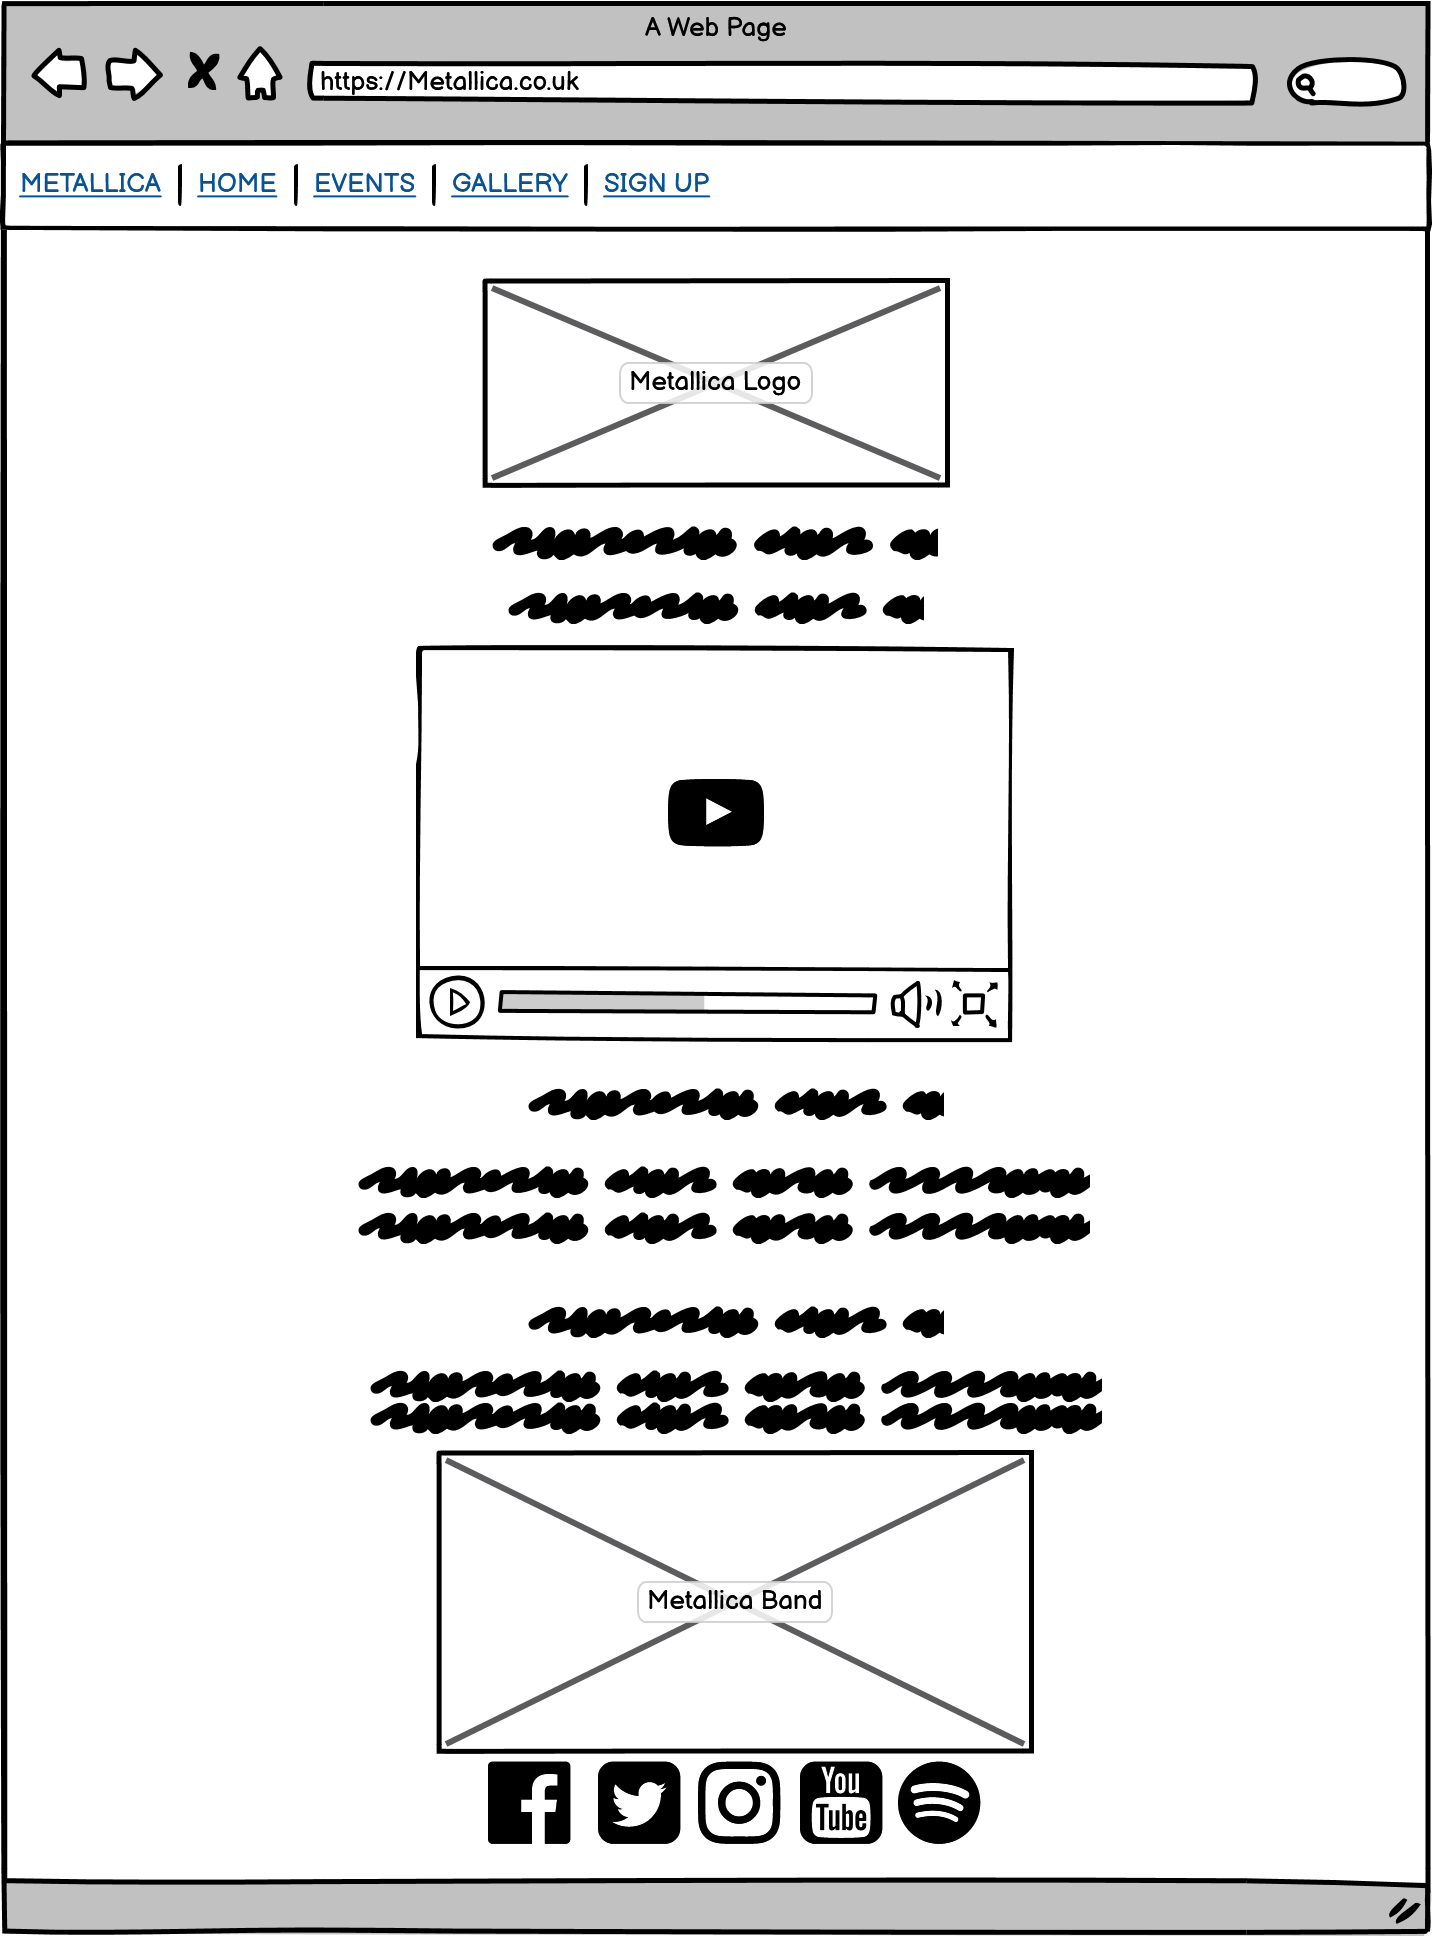 A Web Page
https://Metallica.co.uk
METALLICA HOME EVENTS GALLERY SIGN UP
Metallica Logo
Metallica Band
You
Tube